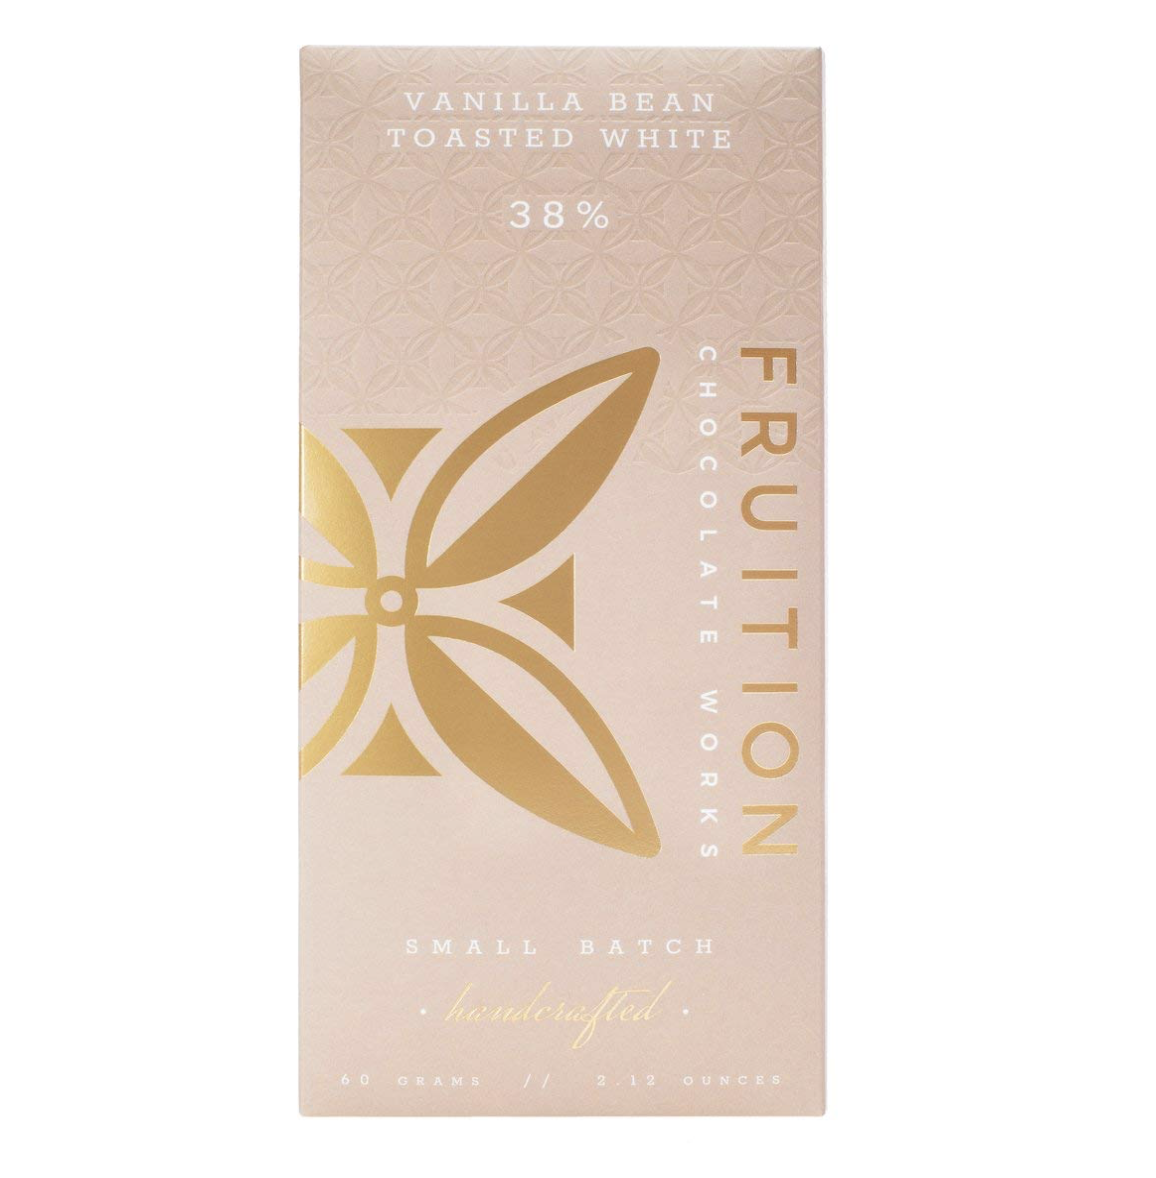 VANILLA BEAN
TOASTED WHITE
38%
FRUITION
CHOCOLATE WORKS
SMALL BATCH
· handcrafted ·
60 GRAMS // 2.12 OUNCES